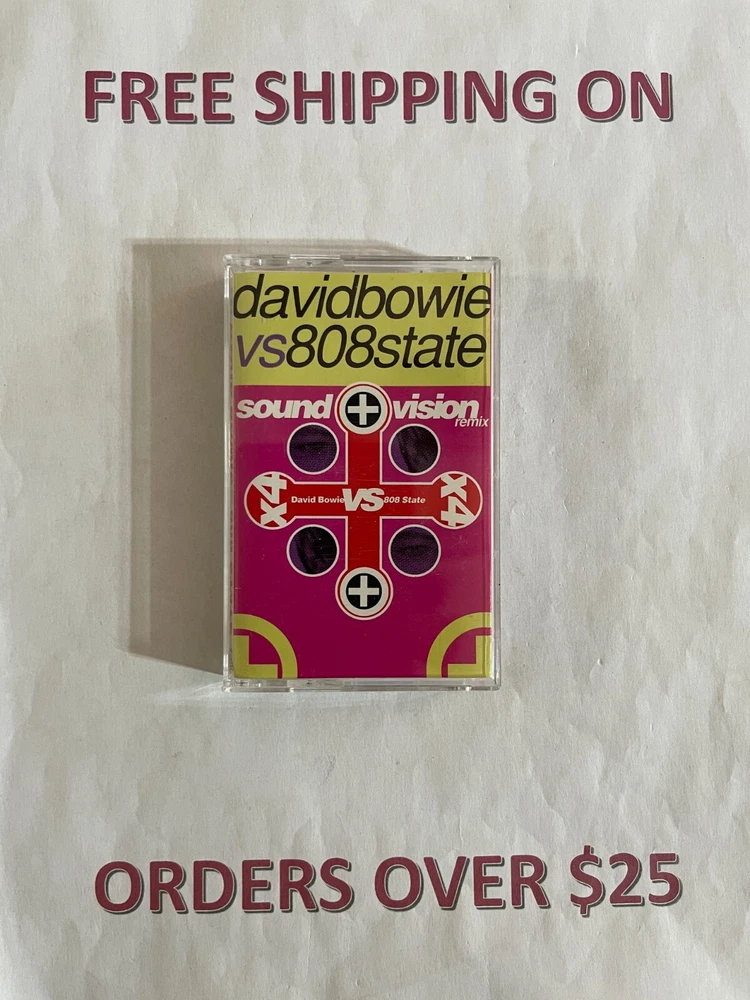 FREE SHIPPING ON
davidbowie
vs808state
sound + vision
remix
x4 David Bowie vs 808 State x4
+
ORDERS OVER $25